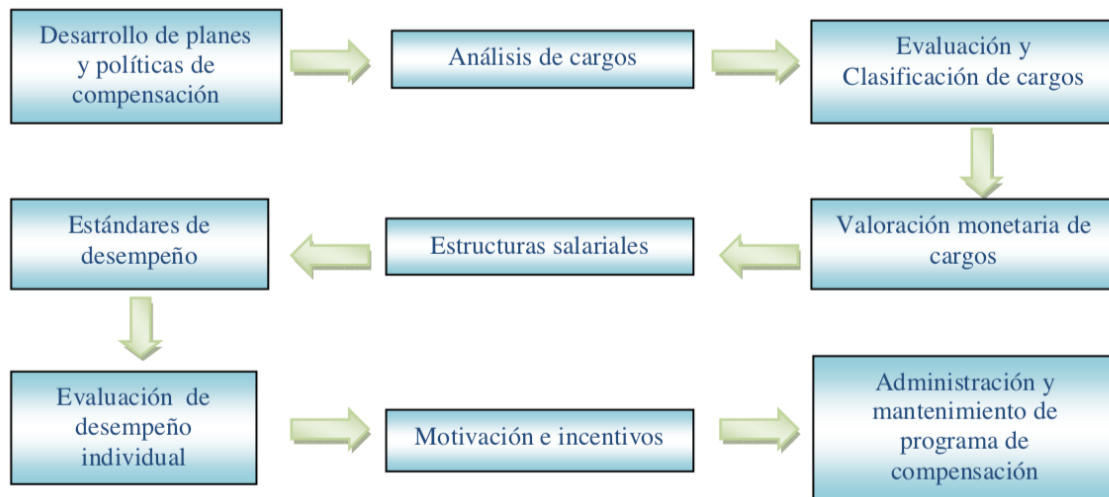 Desarrollo de planes
y políticas de
compensación
Análisis de cargos
Evaluación y
Clasificación de cargos
Valoración monetaria de
cargos
Estructuras salariales
Estándares de
desempeño
Evaluación de
desempeño
individual
Motivación e incentivos
Administración y
mantenimiento de
programa de
compensación